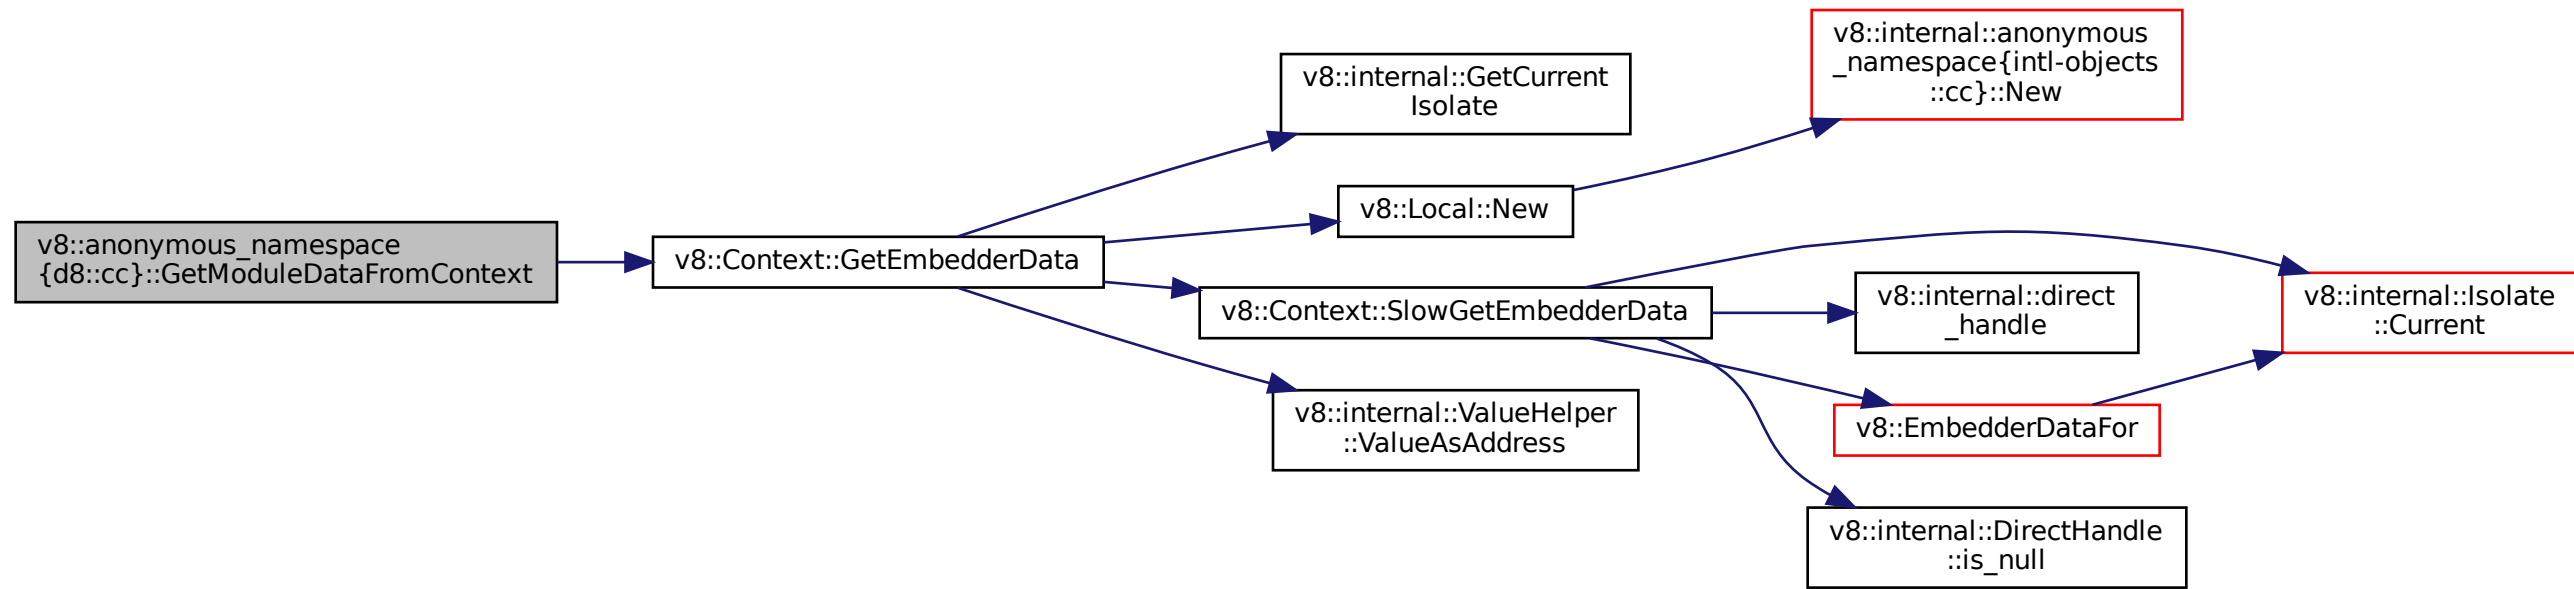 v8::anonymous_namespace
{d8::cc}::GetModuleDataFromContext
v8::Context::GetEmbedderData
v8::internal::GetCurrent
Isolate
v8::Local::New
v8::Context::SlowGetEmbedderData
v8::internal::ValueHelper
::ValueAsAddress
v8::internal::anonymous
_namespace{intl-objects
::cc}::New
v8::internal::direct
_handle
v8::EmbedderDataFor
v8::internal::DirectHandle
::is_null
v8::internal::Isolate
::Current